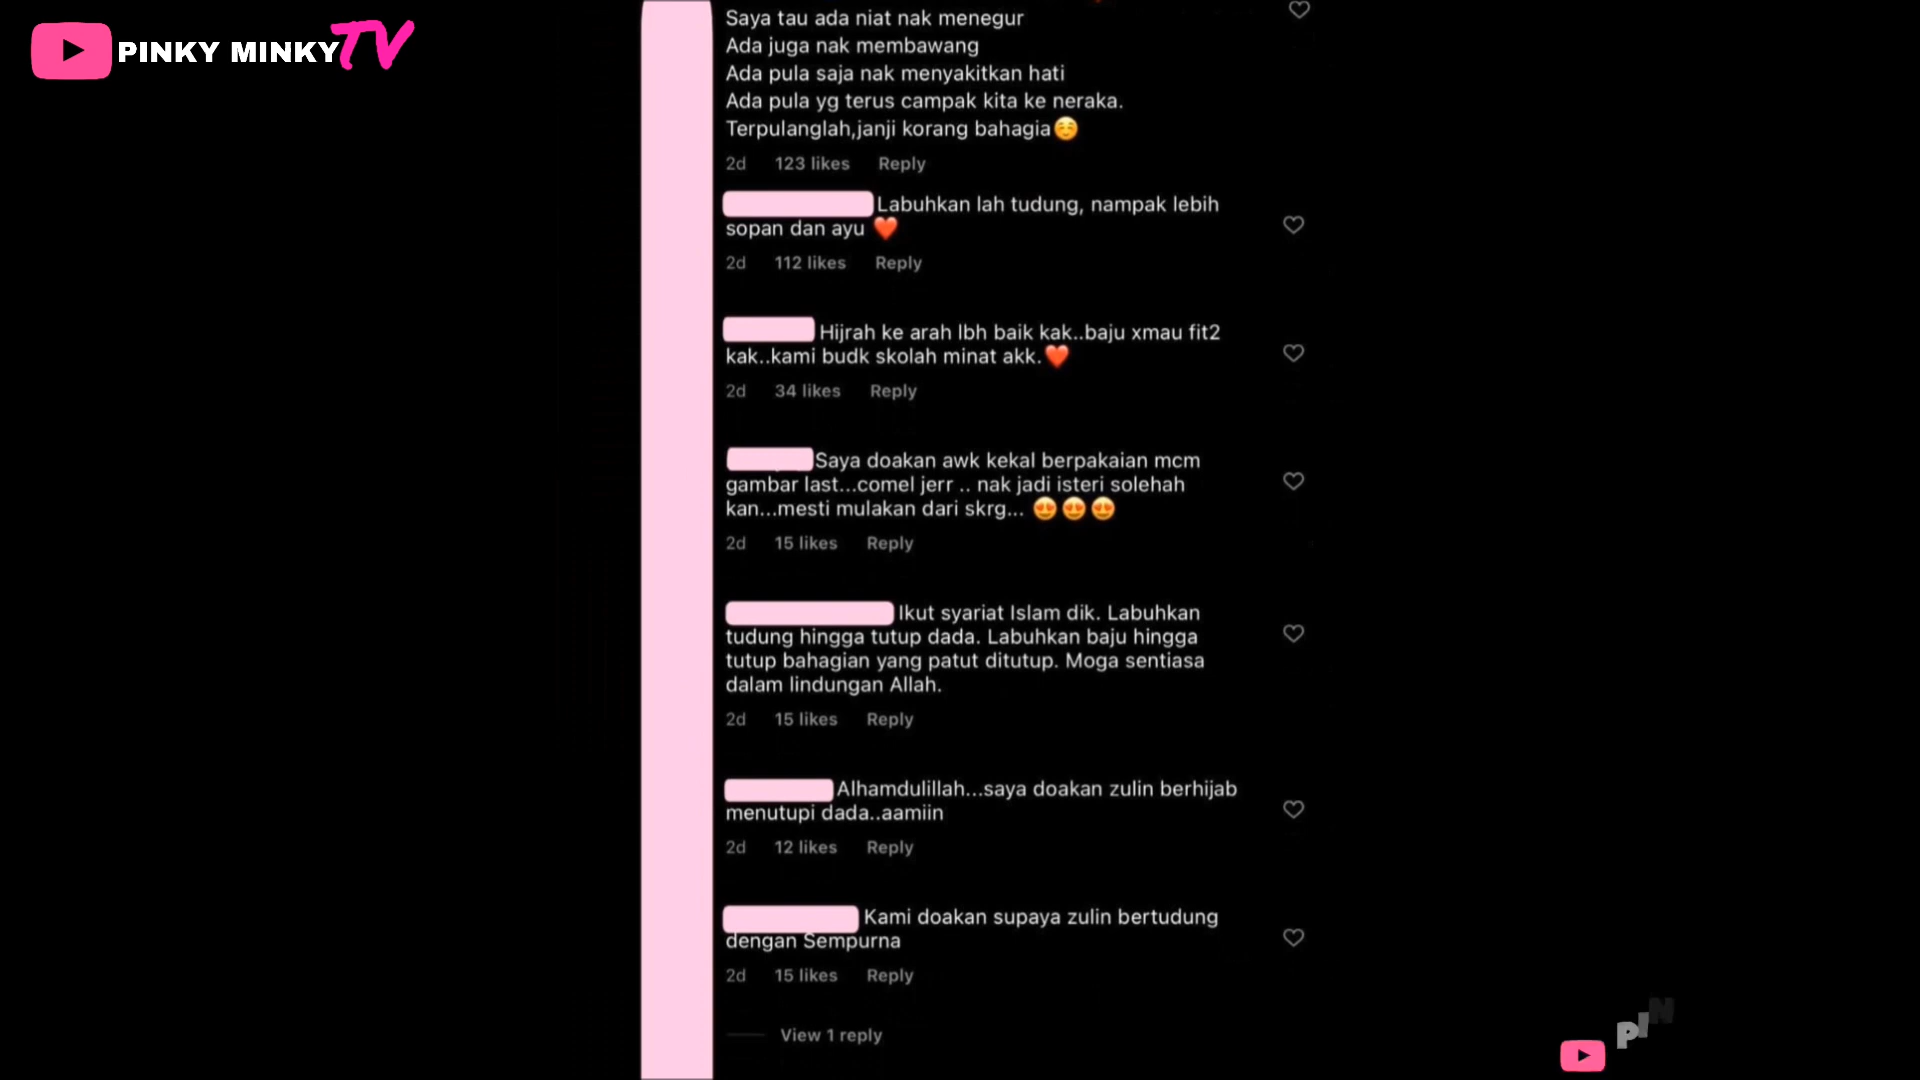 PINKY MINKY TV
Saya tau ada niat nak menegur
Ada juga nak membawang
Ada pula saja nak menyakitkan hati
Ada pula yg terus campak kita ke neraka.
Terpulanglah,janji korang bahagia☺️
2d 123 likes Reply
Labuhkan lah tudung, nampak lebih
sopan dan ayu ❤️
2d 112 likes Reply
Hijrah ke arah lbh baik kak..baju xmau fit2
kak..kami budk skolah minat akk.❤️
2d 34 likes Reply
Saya doakan awk kekal berpakaian mcm
gambar last...comel jerr .. nak jadi isteri solehah
kan...mesti mulakan dari skrg... 😍😍😍
2d 15 likes Reply
Ikut syariat Islam dik. Labuhkan
tudung hingga tutup dada. Labuhkan baju hingga
tutup bahagian yang patut ditutup. Moga sentiasa
dalam lindungan Allah.
2d 15 likes Reply
Alhamdulillah...saya doakan zulin berhijab
menutupi dada..aamiin
2d 12 likes Reply
Kami doakan supaya zulin bertudung
dengan Sempurna
2d 15 likes Reply
View 1 reply
PIN